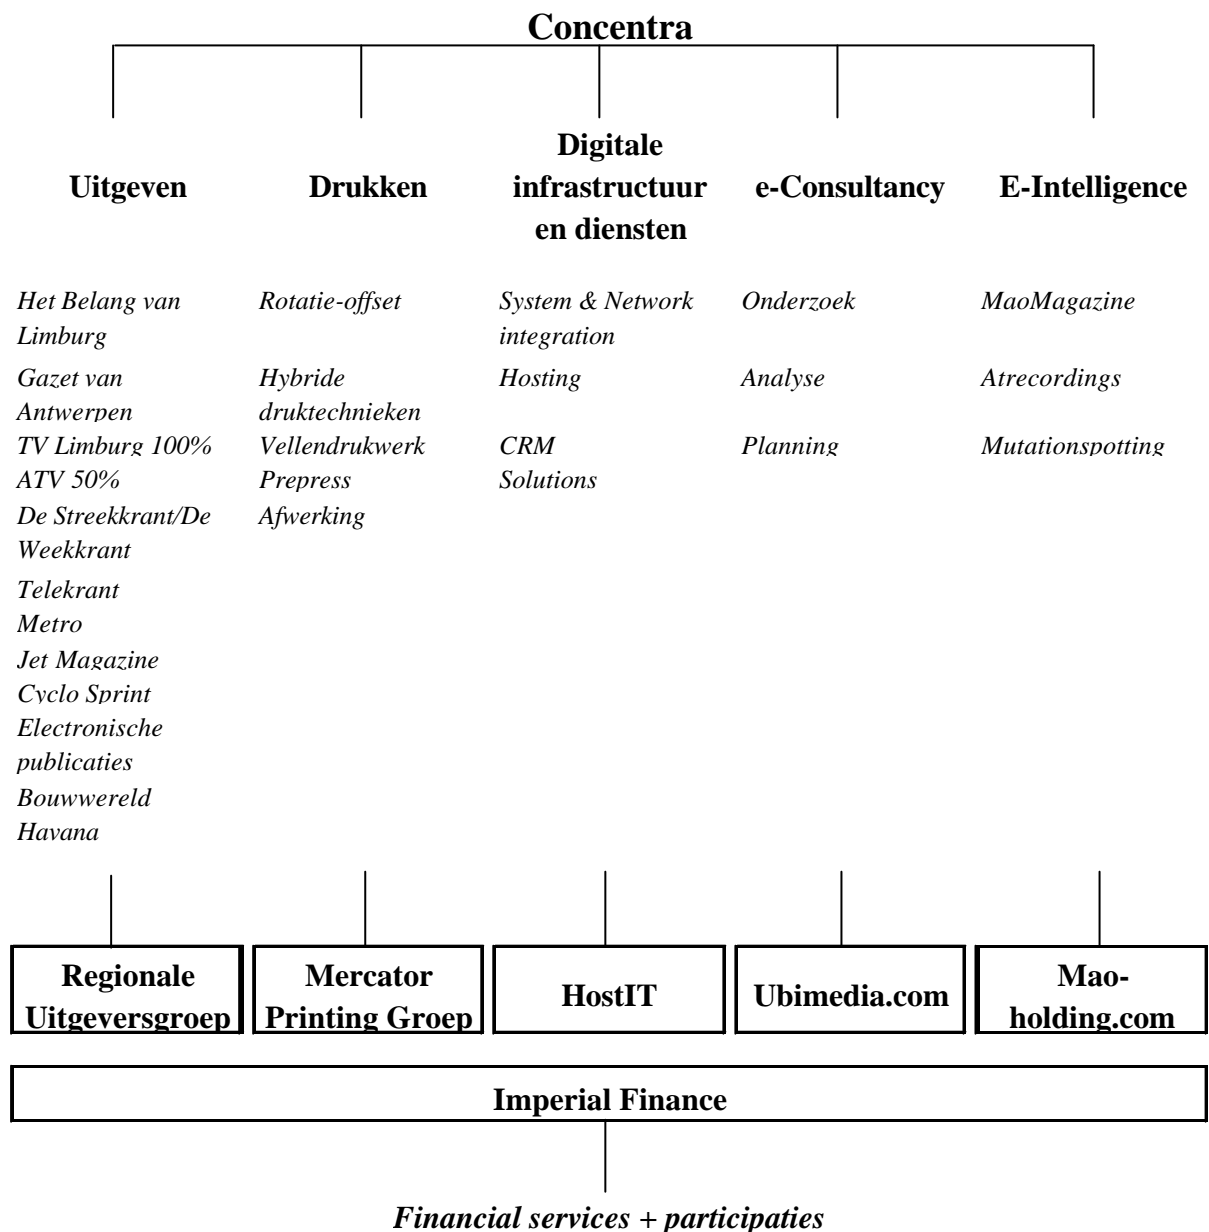 Concentra
Uitgeven
Drukken
Digitale
infrastructuur
en diensten
e-Consultancy
E-Intelligence
Het Belang van
Limburg
Gazet van
Antwerpen
TV Limburg 100%
ATV 50%
De Streekkrant/De
Weekkrant
Telekrant
Metro
Jet Magazine
Cyclo Sprint
Electronische
publicaties
Bouwwereld
Havana
Rotatie-offset
Hybride
druktechnieken
Vellendrukwerk
Prepress
Afwerking
System & Network
integration
Hosting
CRM
Solutions
Onderzoek
Analyse
Planning
MaoMagazine
Atrecordings
Mutationspotting
Regionale
Uitgeversgroep
Mercator
Printing Groep
HostIT
Ubimedia.com
Mao-
holding.com
Imperial Finance
Financial services + participaties